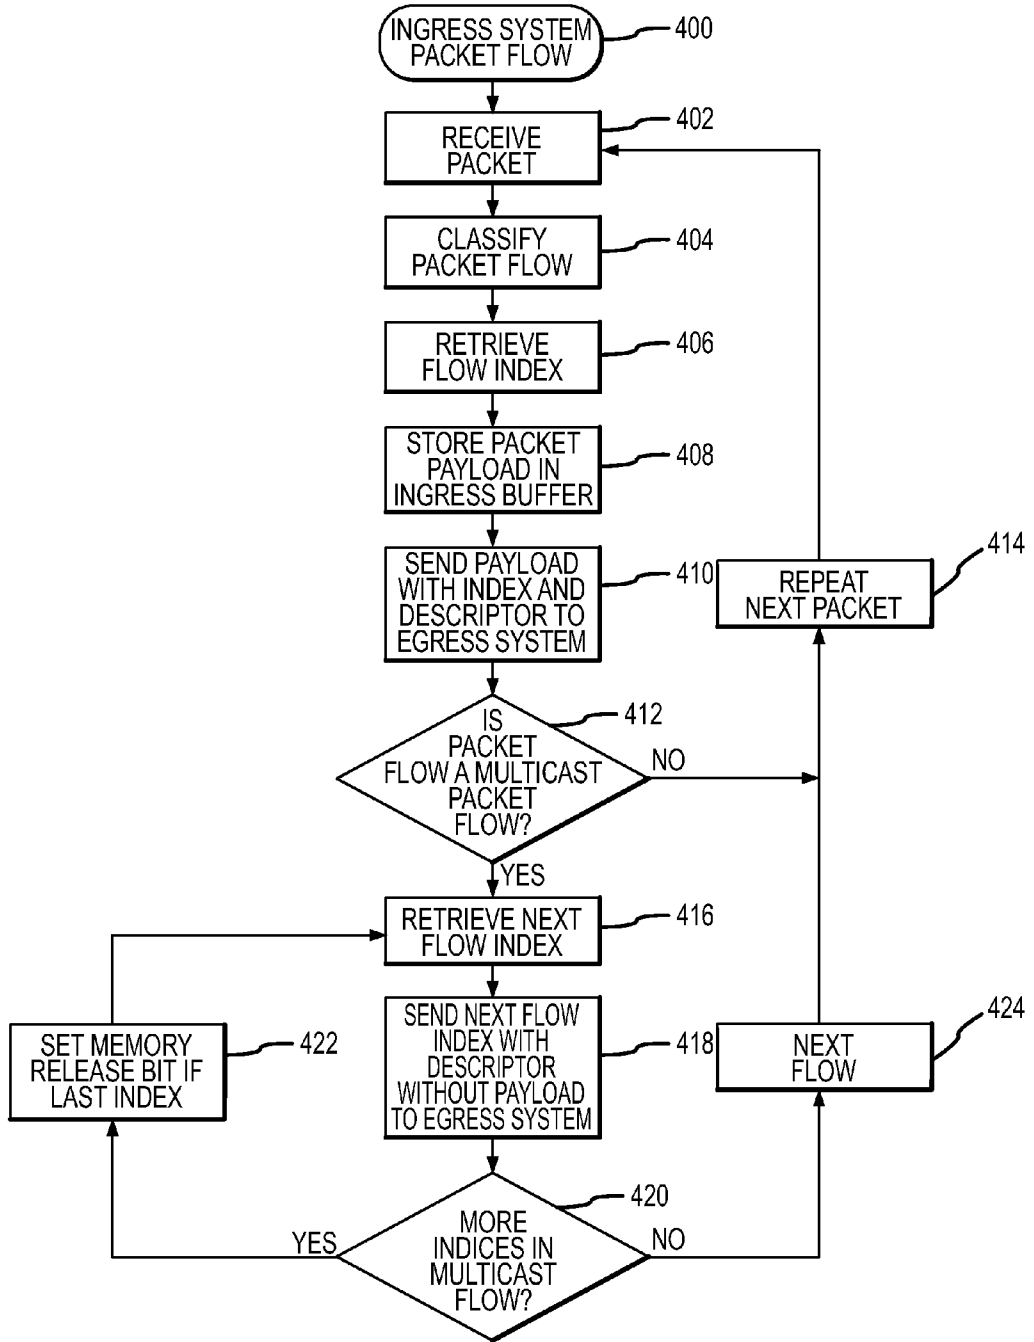 INGRESS SYSTEM
PACKET FLOW
400
RECEIVE
PACKET
402
CLASSIFY
PACKET FLOW
404
RETRIEVE
FLOW INDEX
406
STORE PACKET
PAYLOAD IN
INGRESS BUFFER
408
SEND PAYLOAD
WITH INDEX AND
DESCRIPTOR TO
EGRESS SYSTEM
410
REPEAT
NEXT PACKET
414
IS
PACKET
FLOW A MULTICAST
PACKET
FLOW?
412
NO
YES
RETRIEVE NEXT
FLOW INDEX
416
SEND NEXT FLOW
INDEX WITH
DESCRIPTOR
WITHOUT PAYLOAD
TO EGRESS SYSTEM
418
SET MEMORY
RELEASE BIT IF
LAST INDEX
422
NEXT
FLOW
424
MORE
INDICES IN
MULTICAST
FLOW?
420
YES
NO